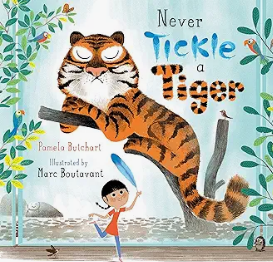 Never
Tickle
a
Tiger
Pamela Butchart
Illustrated by
Marc Boutavant